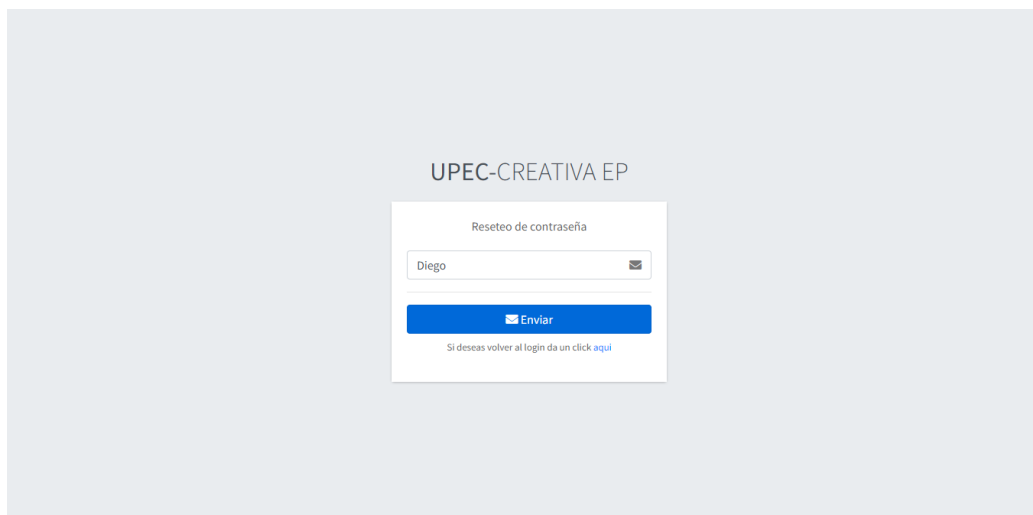 UPEC-CREATIVA EP
Reseteo de contraseña
Diego
Enviar
Si deseas volver al login da un click aqui